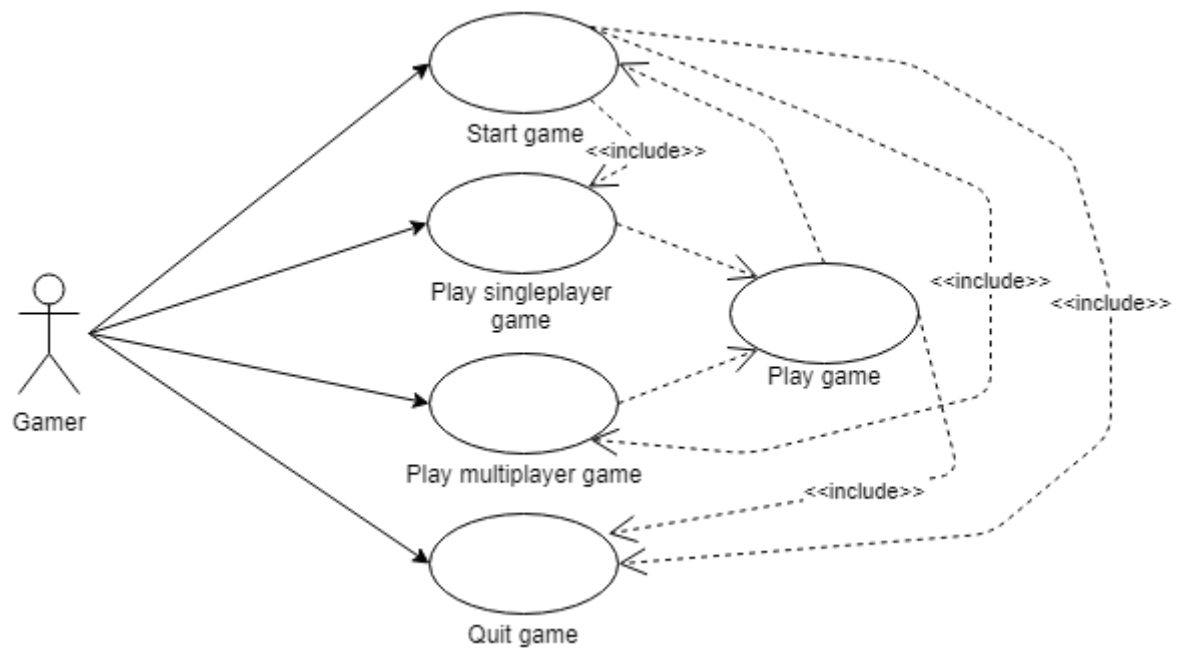 Start game
<<include>>
Play singleplayer
game
<<include>>
<<include>>
Play game
Gamer
Play multiplayer game
<<include>>
Quit game